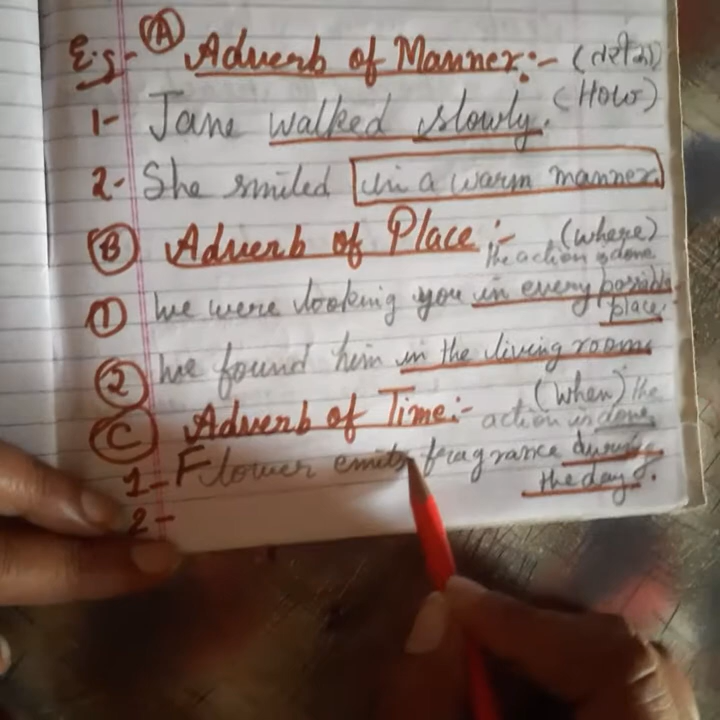 E.g- (A) Adverb of Manner:- (detail)
1- Jane walked slowly. (How)
2- She smiled in a warm manner.
(B) Adverb of Place:- (where)
the action is done
(1) We were looking you in every possible
place.
(2) We found him in the living room
(C) Adverb of Time:- (when) the
action is done
1- Flower emits fragrance during
the day.
2-